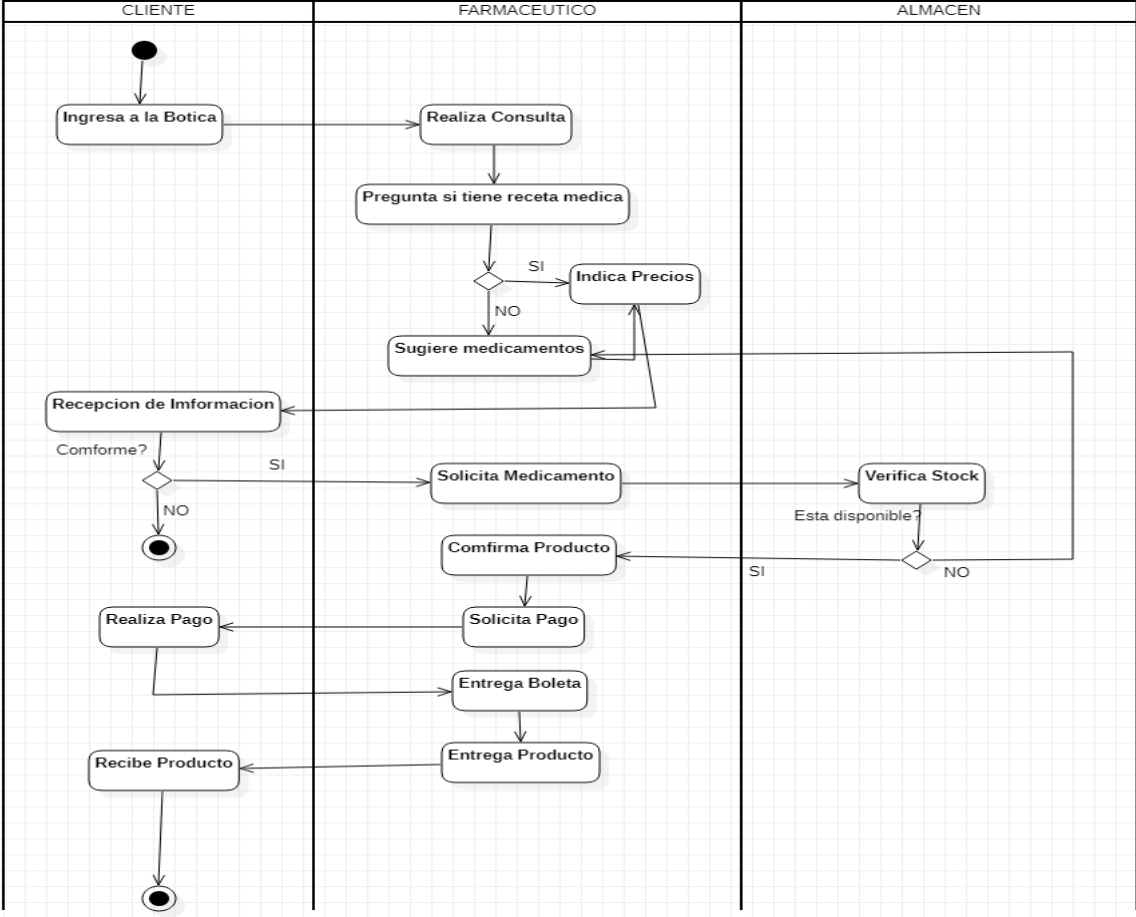 CLIENTE
FARMACEUTICO
ALMACEN
Ingresa a la Botica
Realiza Consulta
Pregunta si tiene receta medica
SI
Indica Precios
NO
Sugiere medicamentos
Recepcion de Imformacion
Comforme?
SI
Solicita Medicamento
Verifica Stock
NO
Esta disponible?
Comfirma Producto
SI
NO
Realiza Pago
Solicita Pago
Entrega Boleta
Entrega Producto
Recibe Producto